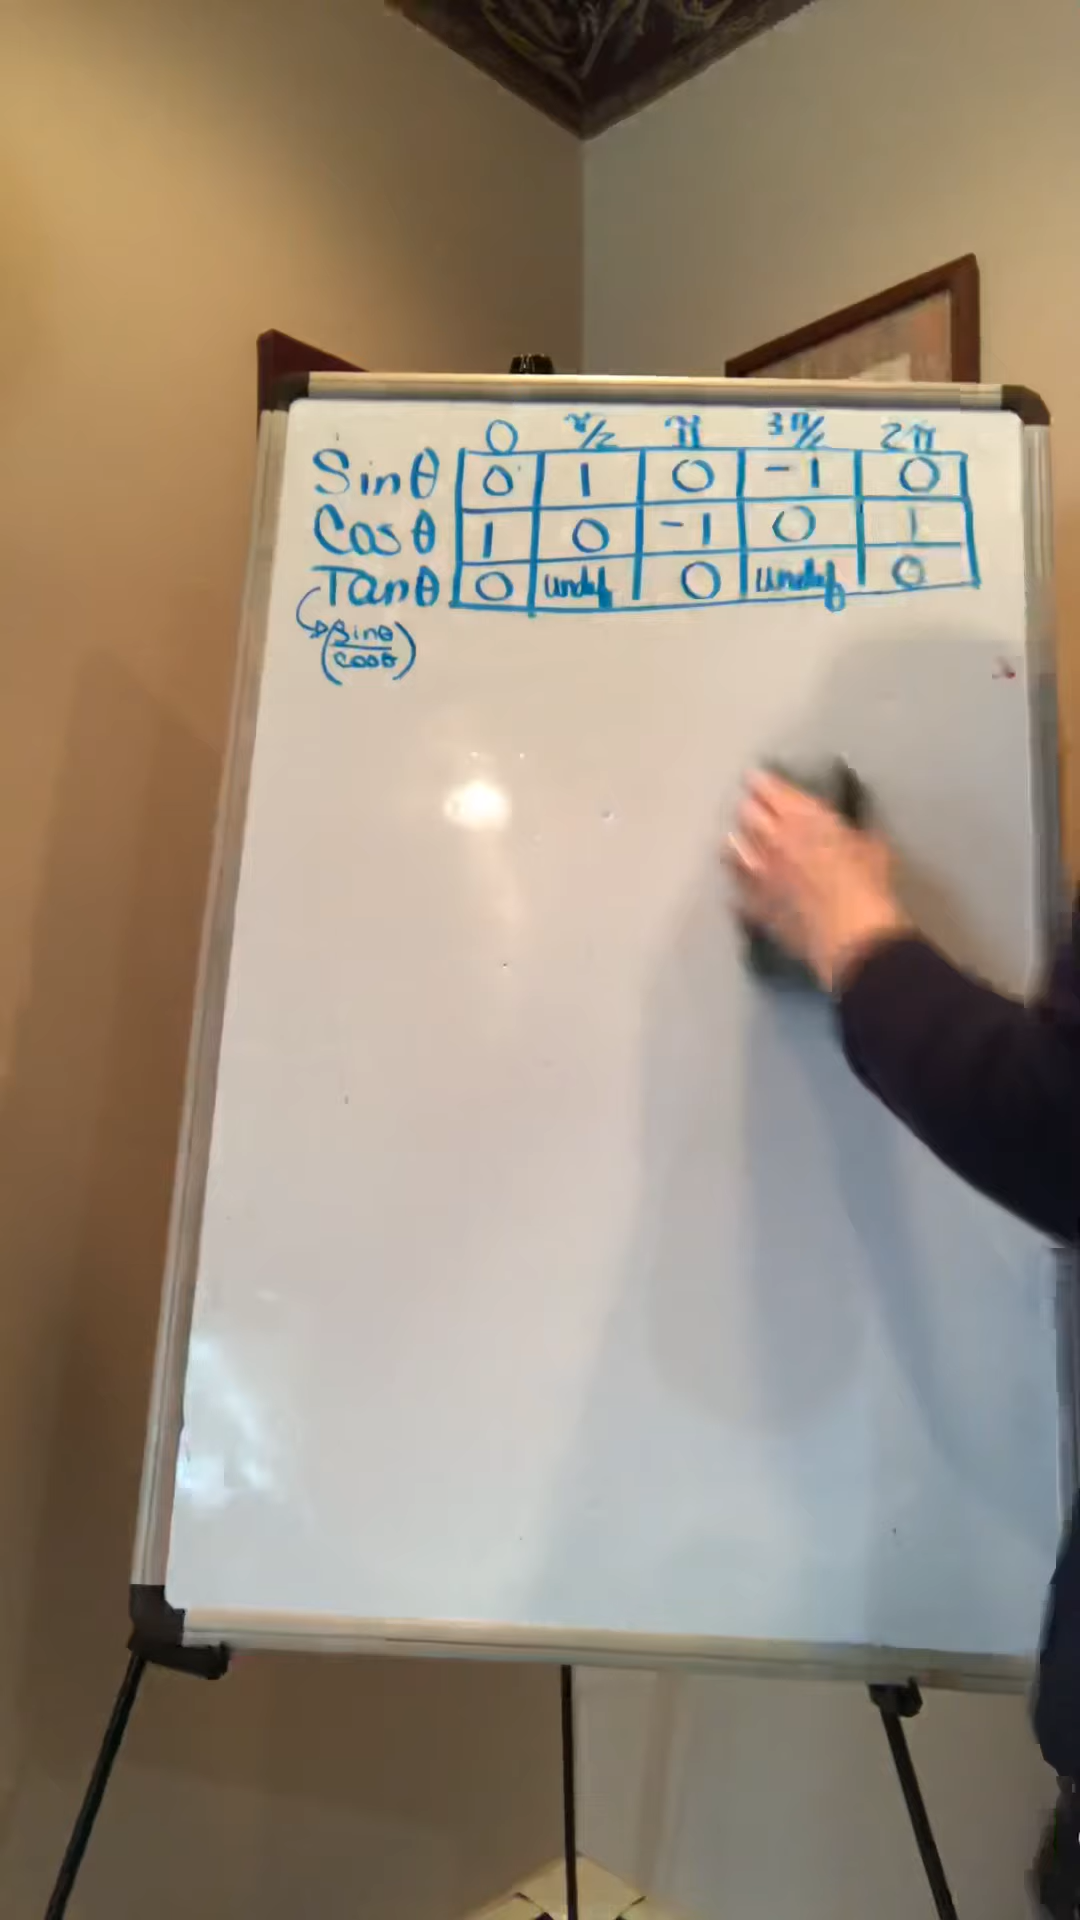 0 π/2 π 3π/2 2π
Sinθ 0 1 0 -1 0
Cosθ 1 0 -1 0 1
Tanθ 0 undef 0 undef 0
(sinθ/cosθ)